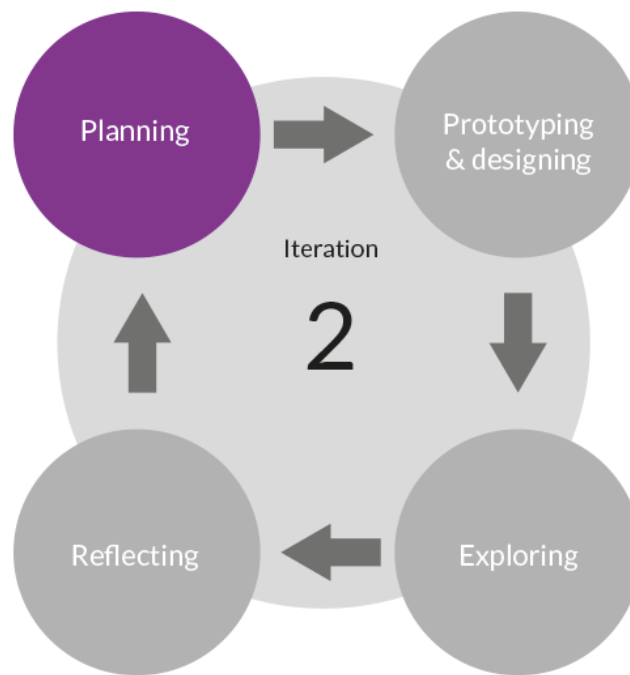 Planning
Prototyping
& designing
Iteration
2
Reflecting
Exploring